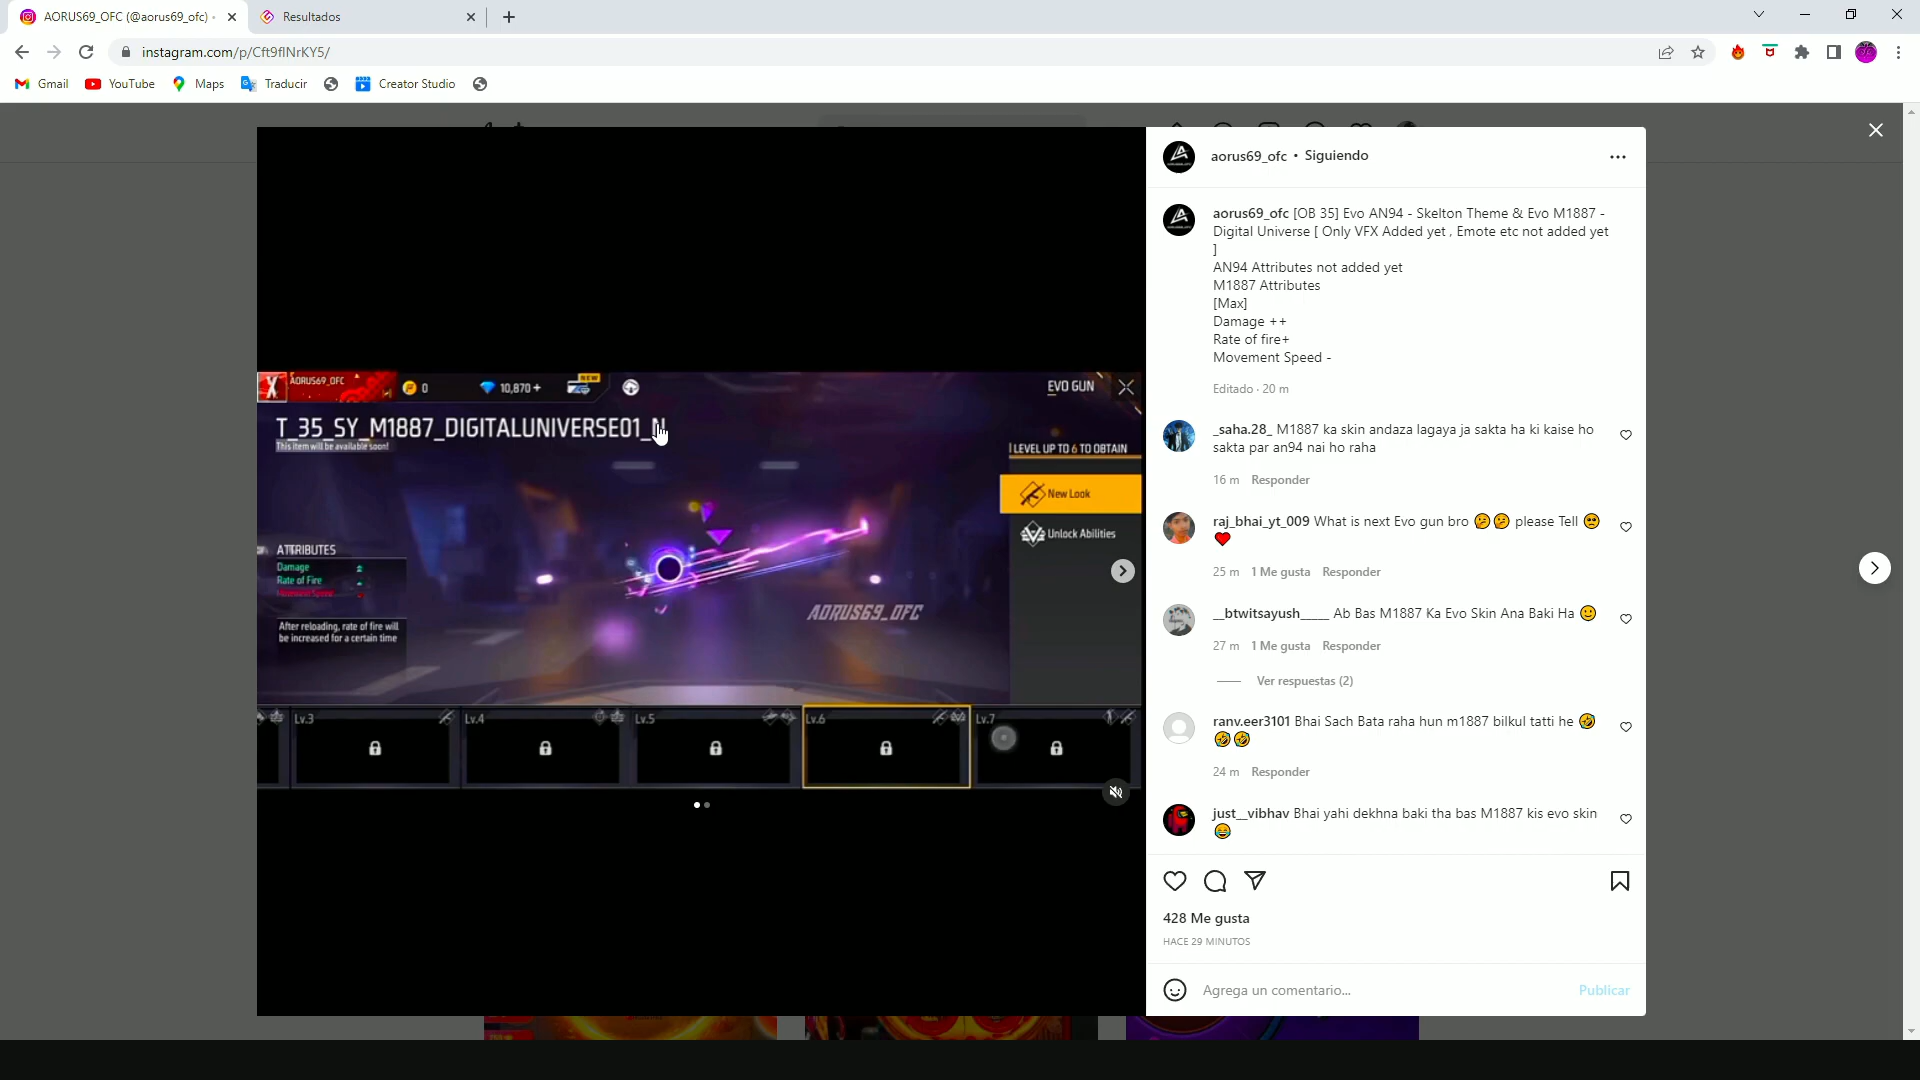 AORUS69_OFC (@aorus69_ofc) •
Resultados
instagram.com/p/Cft9flNrKY5/
Gmail
YouTube
Maps
Traducir
Creator Studio
aorus69_ofc • Siguiendo
aorus69_ofc [OB 35] Evo AN94 - Skelton Theme & Evo M1887 -
Digital Universe [ Only VFX Added yet , Emote etc not added yet
]
AN94 Attributes not added yet
M1887 Attributes
[Max]
Damage ++
Rate of fire+
Movement Speed -
Editado · 20 m
AORUS69_OFC
0
10,870 +
NEW
EVO GUN
T_35_SY_M1887_DIGITALUNIVERSE01_N
This item will be available soon!
LEVEL UP TO 6 TO OBTAIN
New Look
Unlock Abilities
ATTRIBUTES
Damage
Rate of Fire
Movement Speed
After reloading, rate of fire will
be increased for a certain time
AORUS69_OFC
Lv.3
Lv.4
Lv.5
Lv.6
Lv.7
_saha.28_ M1887 ka skin andaza lagaya ja sakta ha ki kaise ho
sakta par an94 nai ho raha
16 m Responder
raj_bhai_yt_009 What is next Evo gun bro 🤔🤔 please Tell 🥺
❤️
25 m 1 Me gusta Responder
__btwitsayush_____ Ab Bas M1887 Ka Evo Skin Ana Baki Ha 🙂
27 m 1 Me gusta Responder
Ver respuestas (2)
ranv.eer3101 Bhai Sach Bata raha hun m1887 bilkul tatti he 🤣
🤣🤣
24 m Responder
just__vibhav Bhai yahi dekhna baki tha bas M1887 kis evo skin
😂
428 Me gusta
HACE 29 MINUTOS
Agrega un comentario...
Publicar